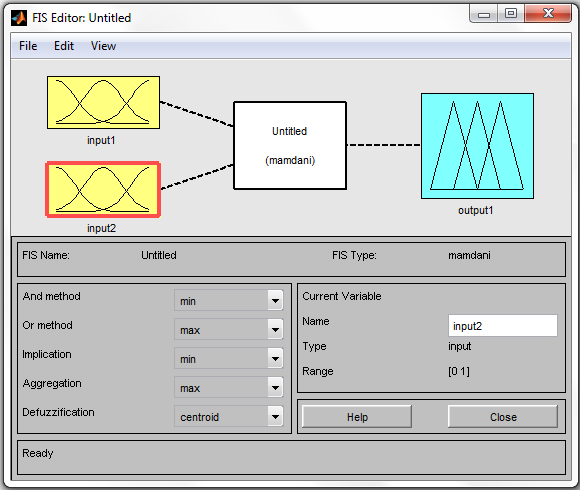 FIS Editor: Untitled
File Edit View
input1
input2
Untitled
(mamdani)
output1
FIS Name: Untitled FIS Type: mamdani
And method min
Or method max
Implication min
Aggregation max
Defuzzification centroid
Current Variable
Name input2
Type input
Range [0 1]
Help Close
Ready